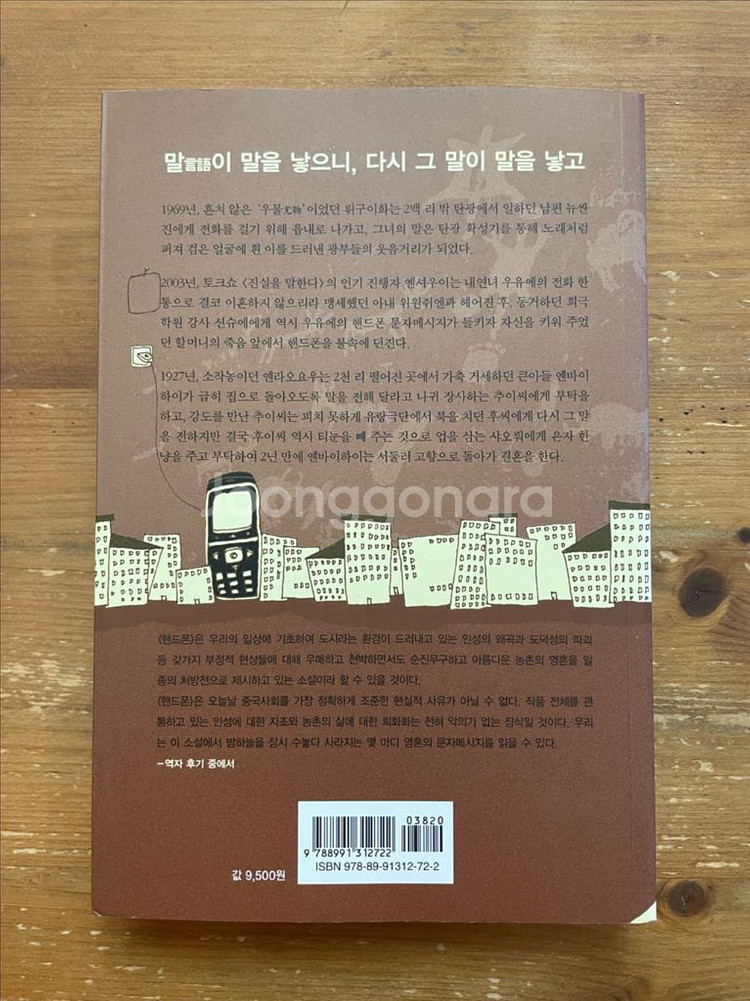 말言語이 말을 낳으니, 다시 그 말이 말을 낳고
1969년, 흔치 않은 '우물尤物'이었던 뤼구이화는 2백 리 밖 탄광에서 일하던 남편 뉴싼
진에게 전화를 걸기 위해 읍내로 나가고, 그녀의 말은 탄광 확성기를 통해 노래처럼
퍼져 검은 얼굴에 흰 이를 드러낸 광부들의 웃음거리가 되었다.
2003년, 토크쇼 〈진실을 말한다〉의 인기 진행자 옌셔우이는 내연녀 우유에의 전화 한
통으로 결코 이혼하지 않으리라 맹세했던 아내 위원쥐엔과 헤어진 후, 동거하던 희극
학원 강사 선슈에에게 역시 우유에의 핸드폰 문자메시지가 들키자 자신을 키워 주었
던 할머니의 죽음 앞에서 핸드폰을 불속에 던진다.
1927년, 소작농이던 옌라오요우는 2천 리 떨어진 곳에서 가축 거세하던 큰아들 옌바이
하이가 급히 집으로 돌아오도록 말을 전해 달라고 나귀 장사하는 추이씨에게 부탁을
하고, 강도를 만난 추이씨는 피치 못하게 유랑극단에서 북을 치던 후씨에게 다시 그 말
을 전하지만 결국 후이씨 역시 티눈을 빼 주는 것으로 업을 삼는 샤오뤄에게 은자 한
냥을 주고 부탁하여 2년 만에 옌바이하이는 서둘러 고향으로 돌아가 결혼을 한다.
Joonggonara
〈핸드폰〉은 우리의 일상에 기초하여 도시라는 환경이 드러내고 있는 인성의 왜곡과 도덕성의 파괴
등 갖가지 부정적 현상들에 대해 우매하고 천박하면서도 순진무구하고 아름다운 농촌의 영혼을 일
종의 처방전으로 제시하고 있는 소설이라 할 수 있을 것이다.
〈핸드폰〉은 오늘날 중국사회를 가장 정확하게 조준한 현실적 사유가 아닐 수 없다. 작품 전체를 관
통하고 있는 인성에 대한 자조와 농촌의 삶에 대한 희화화는 전혀 악의가 없는 장식일 것이다. 우리
는 이 소설에서 밤하늘을 잠시 수놓다 사라지는 몇 마디 영혼의 문자메시지를 읽을 수 있다.
–역자 후기 중에서
03820
9 788991 312722
ISBN 978-89-91312-72-2
값 9,500원